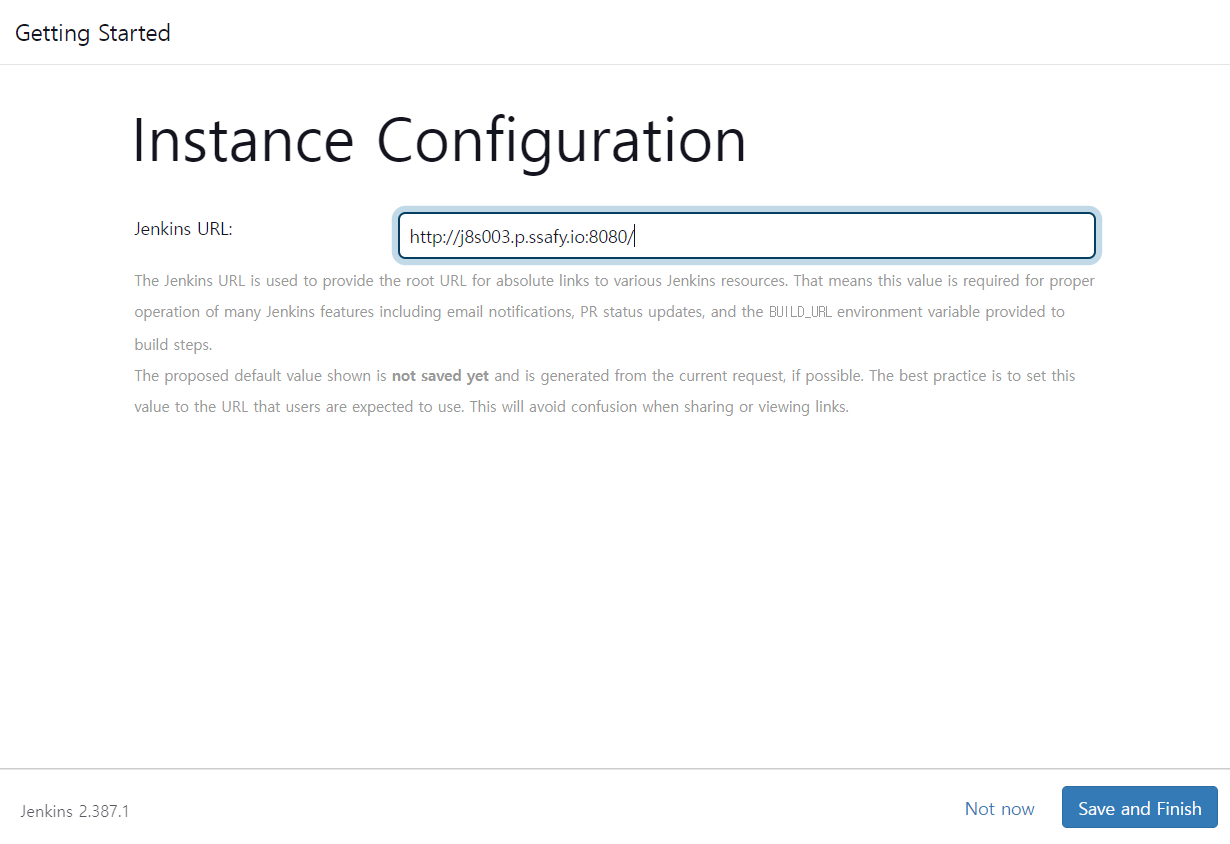 Getting Started
Instance Configuration
Jenkins URL:
http://j8s003.p.ssafy.io:8080/
The Jenkins URL is used to provide the root URL for absolute links to various Jenkins resources. That means this value is required for proper
operation of many Jenkins features including email notifications, PR status updates, and the BUILD_URL environment variable provided to
build steps.
The proposed default value shown is not saved yet and is generated from the current request, if possible. The best practice is to set this
value to the URL that users are expected to use. This will avoid confusion when sharing or viewing links.
Jenkins 2.387.1
Not now
Save and Finish